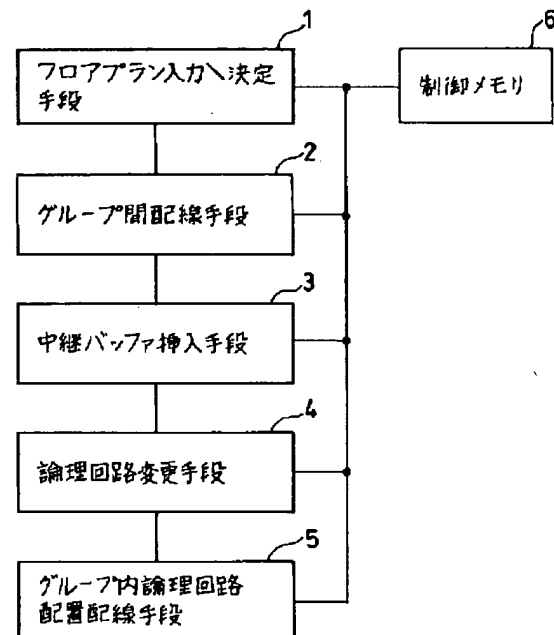 1
フロアプラン入力\決定
手段
6
制御メモリ
2
グループ間配線手段
3
中継バッファ挿入手段
4
論理回路変更手段
5
グループ内論理回路
配置配線手段